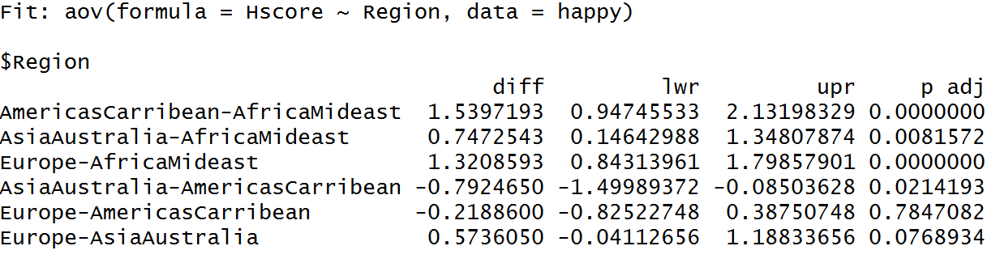 Fit: aov(formula = Hscore ~ Region, data = happy)
$Region
diff lwr upr p adj
AmericasCarribean-AfricaMideast 1.5397193 0.94745533 2.13198329 0.0000000
AsiaAustralia-AfricaMideast 0.7472543 0.14642988 1.34807874 0.0081572
Europe-AfricaMideast 1.3208593 0.84313961 1.79857901 0.0000000
AsiaAustralia-AmericasCarribean -0.7924650 -1.49989372 -0.08503628 0.0214193
Europe-AmericasCarribean -0.2188600 -0.82522748 0.38750748 0.7847082
Europe-AsiaAustralia 0.5736050 -0.04112656 1.18833656 0.0768934